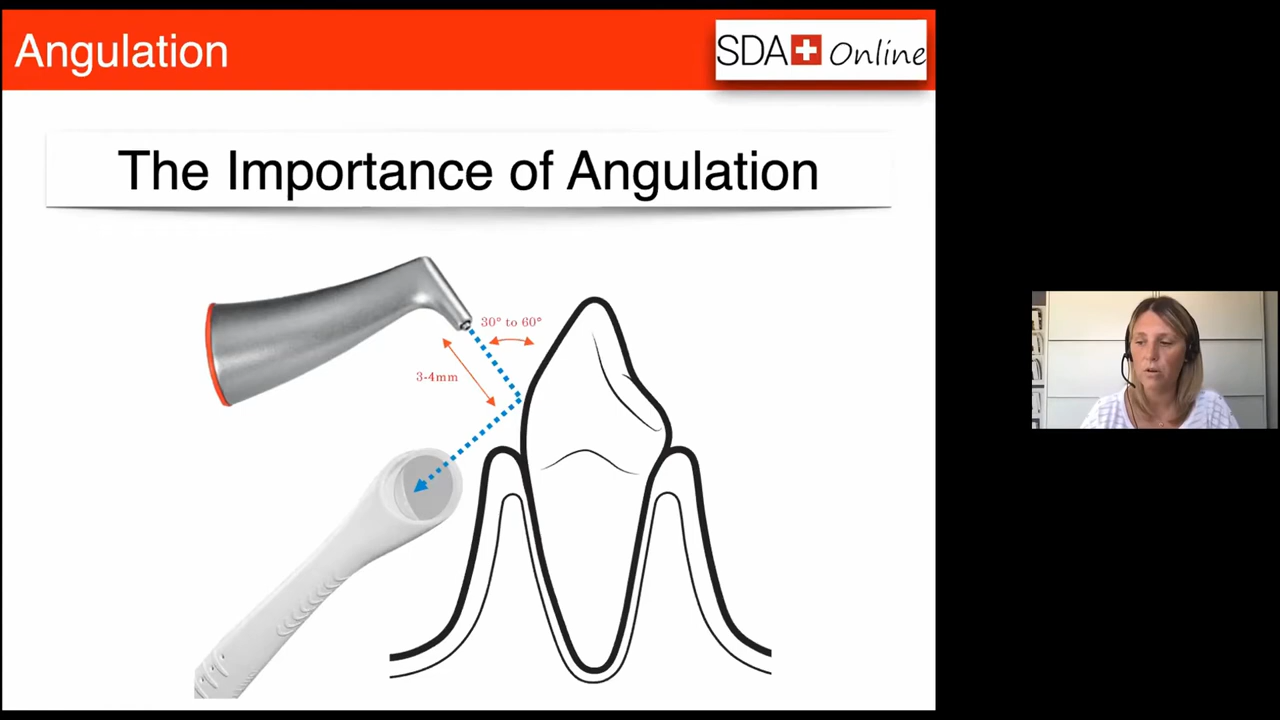 Angulation
SDA Online
The Importance of Angulation
30° to 60°
3-4mm